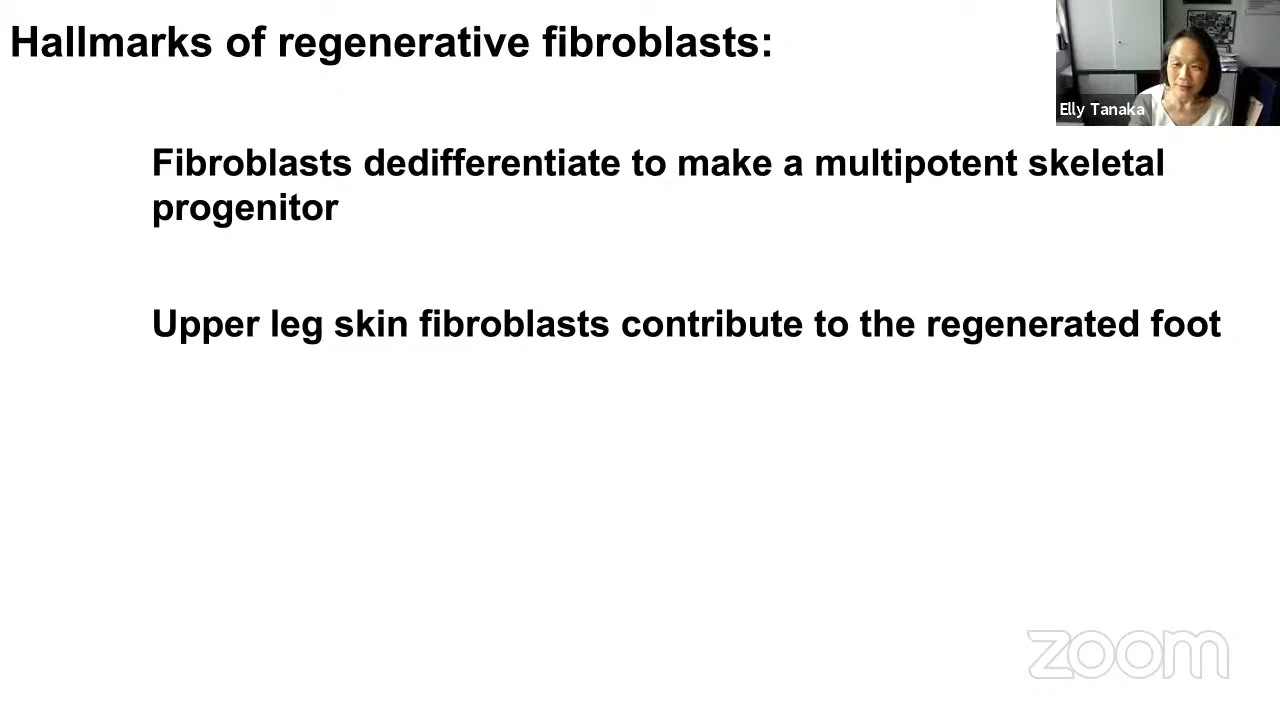 Hallmarks of regenerative fibroblasts:
Elly Tanaka
Fibroblasts dedifferentiate to make a multipotent skeletal
progenitor
Upper leg skin fibroblasts contribute to the regenerated foot
zoom